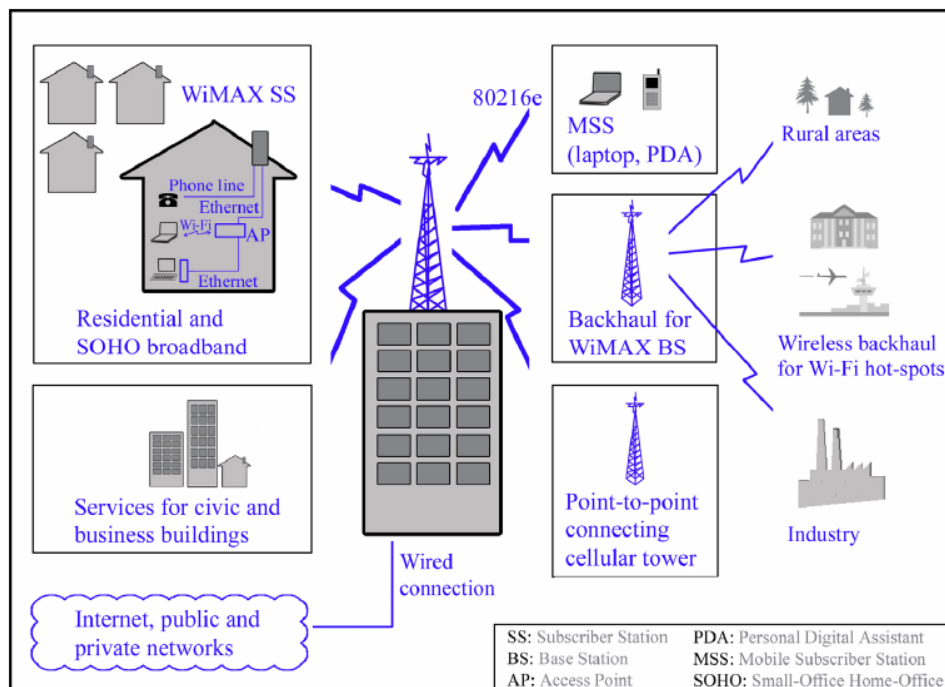 WiMAX SS
Phone line
Ethernet
Wi-Fi
AP
Ethernet
Residential and
SOHO broadband
Services for civic and
business buildings
Internet, public and
private networks
Wired
connection
80216e
MSS
(laptop, PDA)
Backhaul for
WiMAX BS
Point-to-point
connecting
cellular tower
Rural areas
Wireless backhaul
for Wi-Fi hot-spots
Industry
SS: Subscriber Station
BS: Base Station
AP: Access Point
PDA: Personal Digital Assistant
MSS: Mobile Subscriber Station
SOHO: Small-Office Home-Office